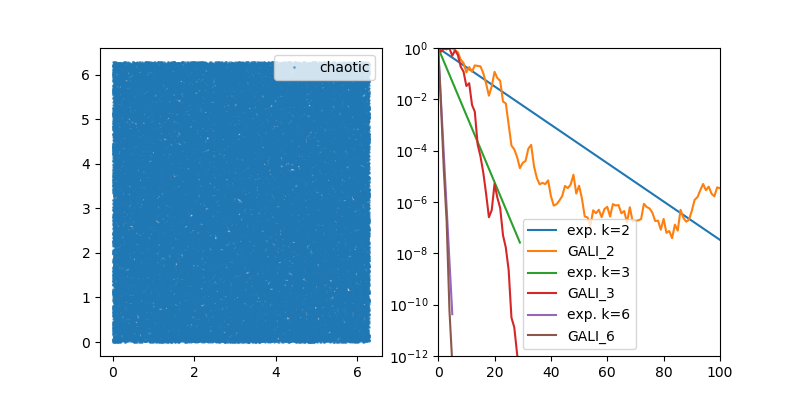 chaotic
6
5
4
3
2
1
0
0 2 4 6
10^0
10^-2
10^-4
10^-6
10^-8
10^-10
10^-12
exp. k=2
GALI_2
exp. k=3
GALI_3
exp. k=6
GALI_6
0 20 40 60 80 100